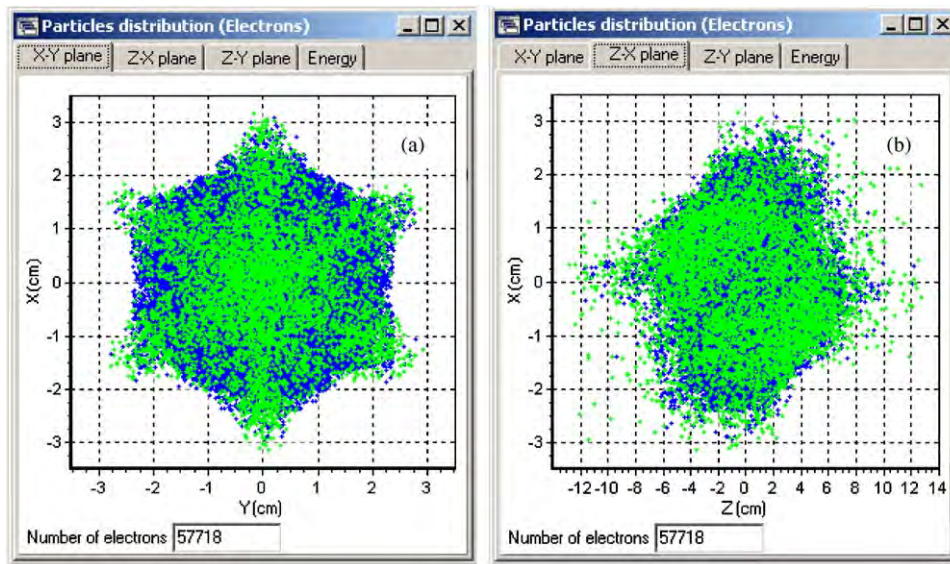 Particles distribution (Electrons)
X-Y plane Z-X plane Z-Y plane Energy
(a)
3
2
1
0
-1
-2
-3
X(cm)
-3 -2 -1 0 1 2 3
Y(cm)
Number of electrons 57718
Particles distribution (Electrons)
X-Y plane Z-X plane Z-Y plane Energy
(b)
3
2
1
0
-1
-2
-3
X(cm)
-12 -10 -8 -6 -4 -2 0 2 4 6 8 10 12 14
Z(cm)
Number of electrons 57718